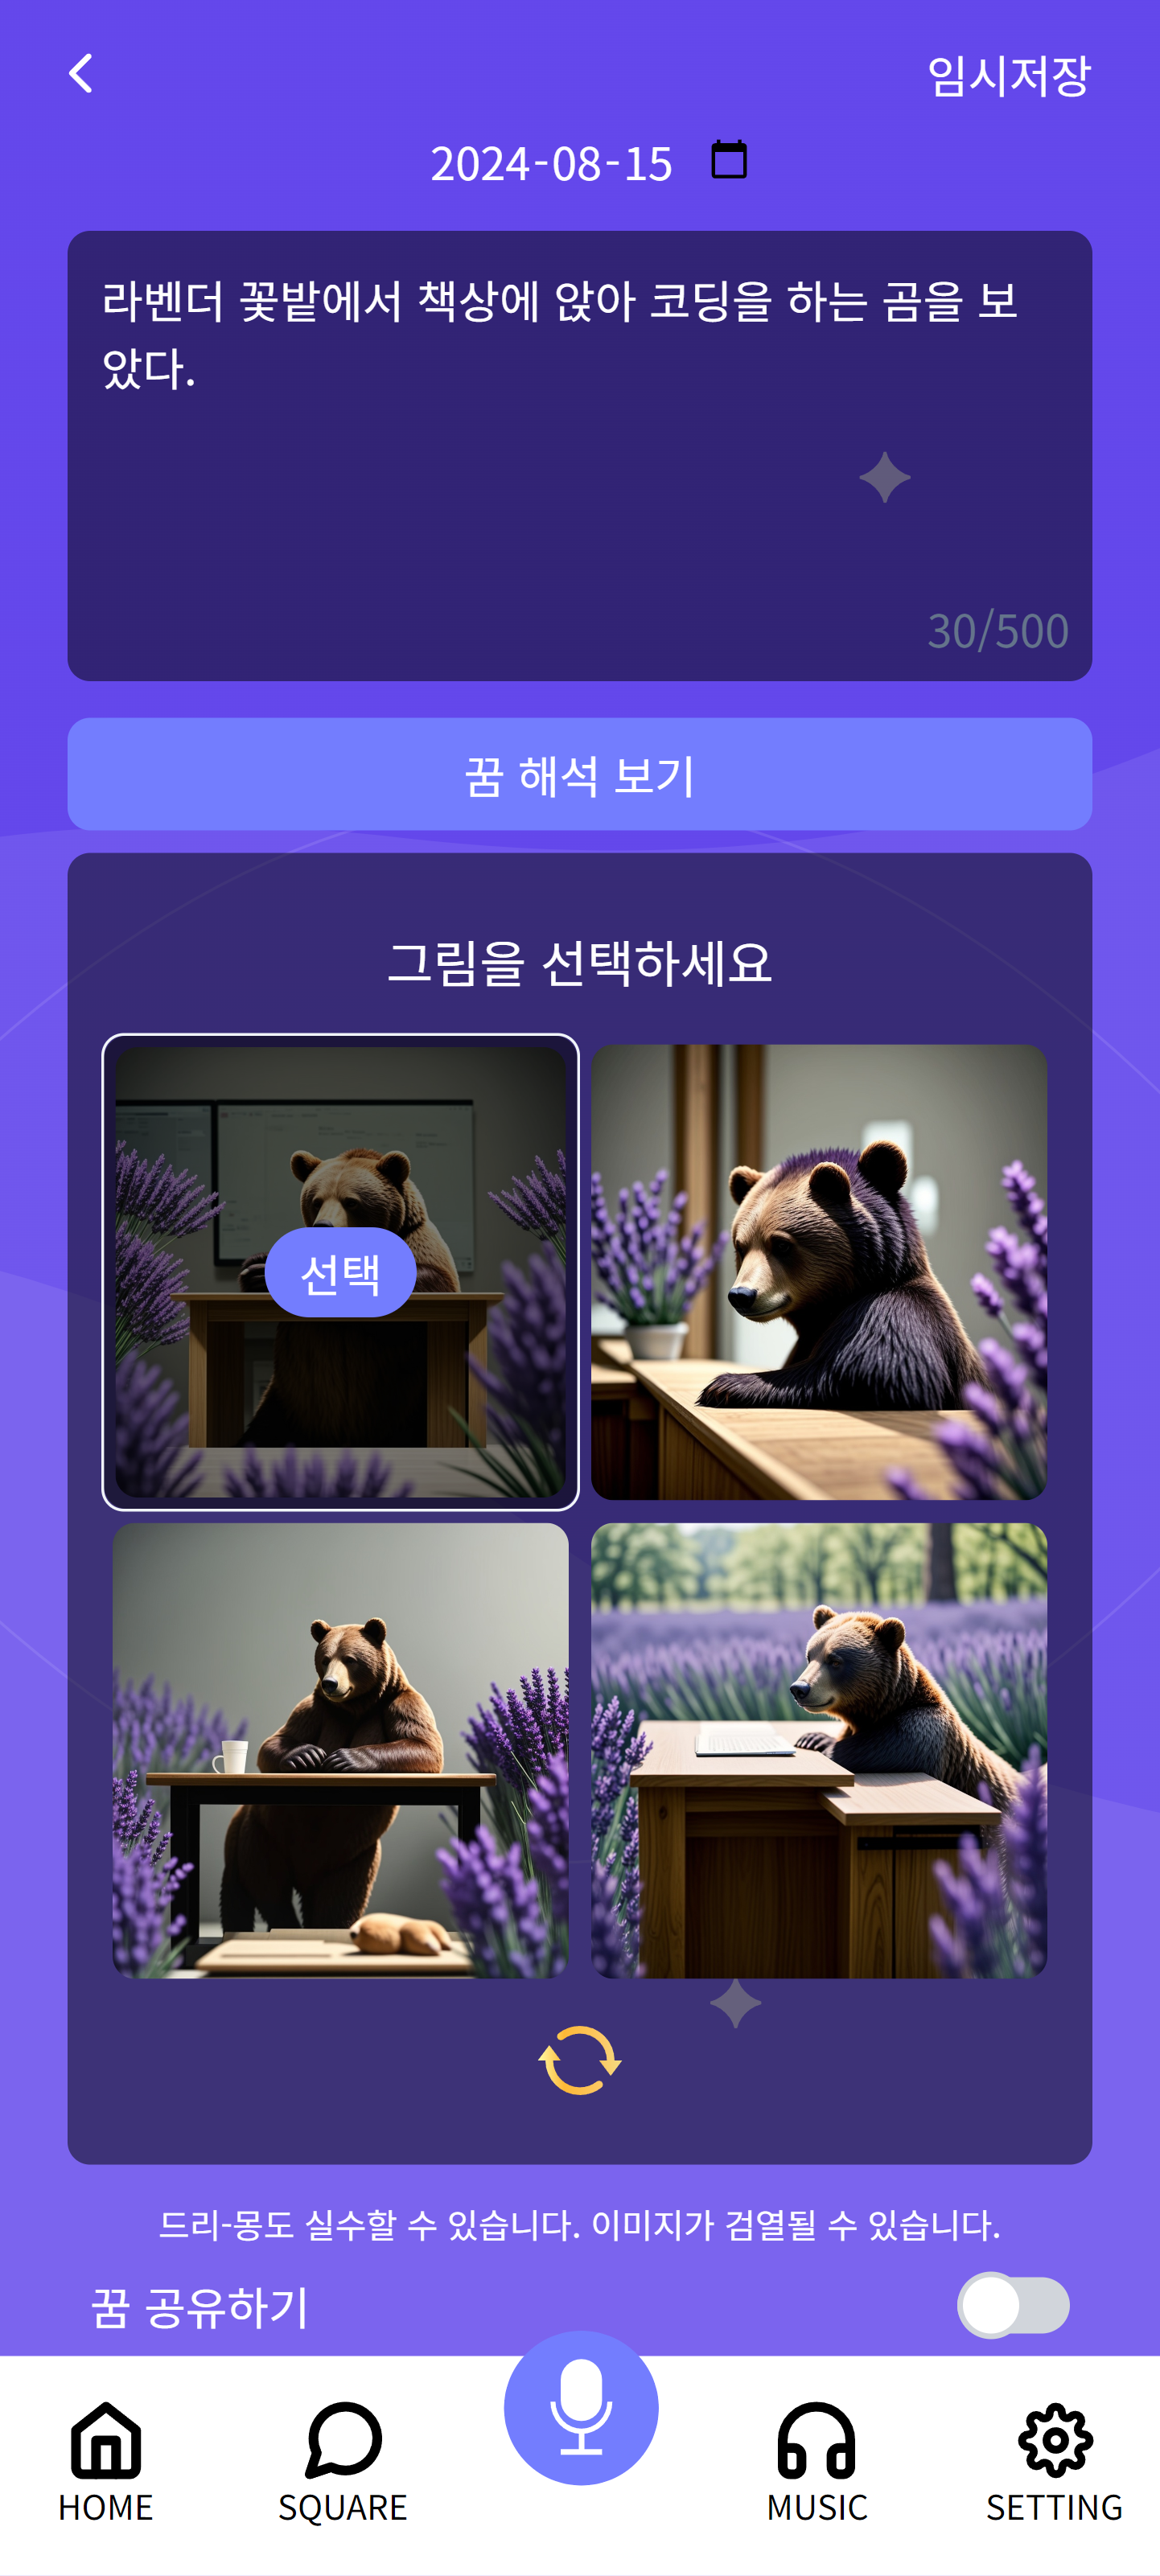 임시저장
2024-08-15
라벤더 꽃밭에서 책상에 앉아 코딩을 하는 곰을 보
았다.
30/500
꿈 해석 보기
그림을 선택하세요
선택
드리-몽도 실수할 수 있습니다. 이미지가 검열될 수 있습니다.
꿈 공유하기
HOME
SQUARE
MUSIC
SETTING